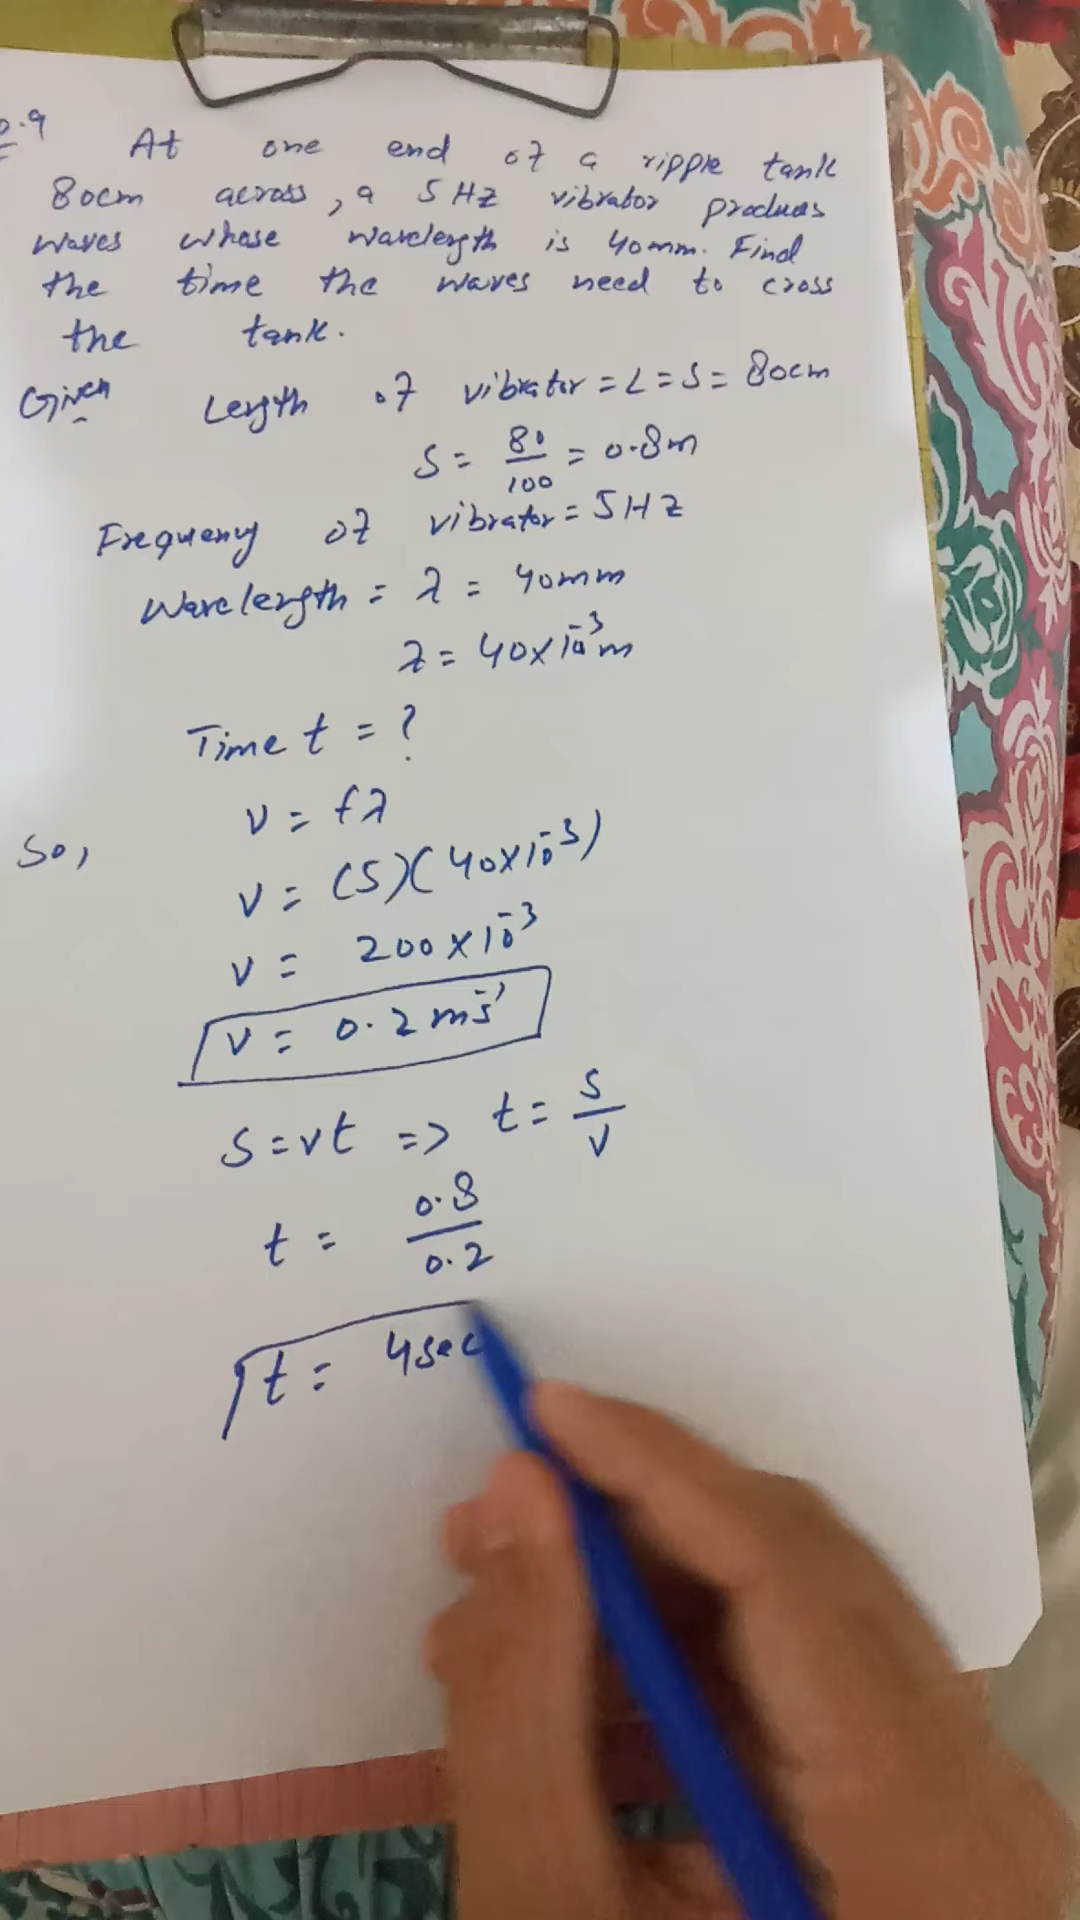 .9 At one end of a ripple tank
80cm across, a 5Hz vibrator produces
waves whose wavelength is 40mm. Find
the time the waves need to cross
the tank.
Given Length of vibrator = L = S = 80cm
S = 80/100 = 0.8m
Frequency of vibrator = 5Hz
Wavelength = λ = 40mm
λ = 40×10⁻³m
Time t = ?
v = fλ
So, v = (5)(40×10⁻³)
v = 200×10⁻³
v = 0.2 ms⁻¹
S = vt => t = S/v
t = 0.8/0.2
t = 4sec